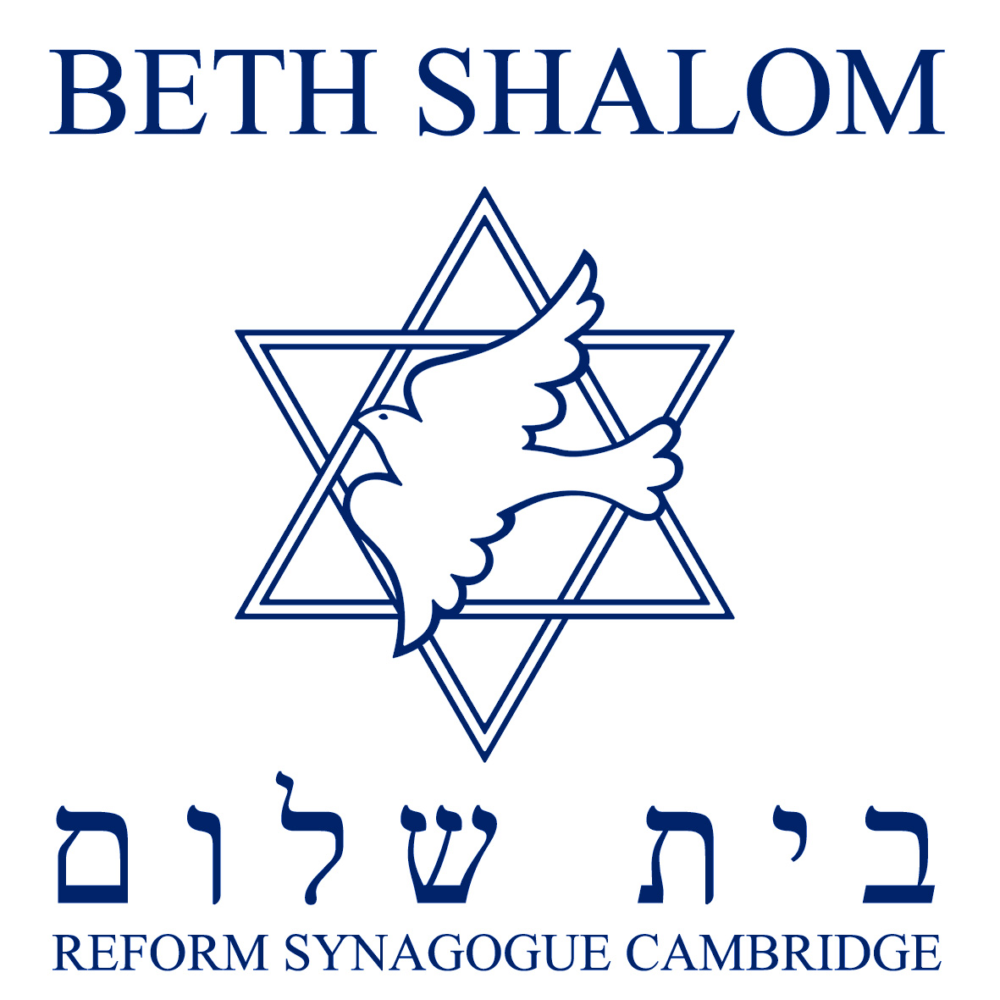 BETH SHALOM
בית שלום
REFORM SYNAGOGUE CAMBRIDGE